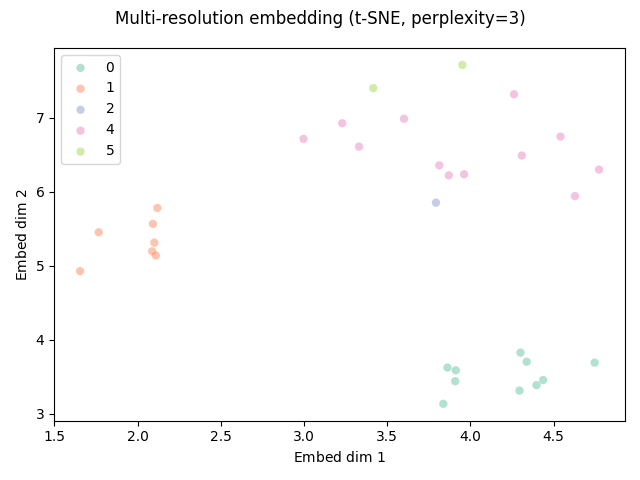 Multi-resolution embedding (t-SNE, perplexity=3)
0
1
2
4
5
7
6
5
4
3
Embed dim 2
1.5 2.0 2.5 3.0 3.5 4.0 4.5
Embed dim 1